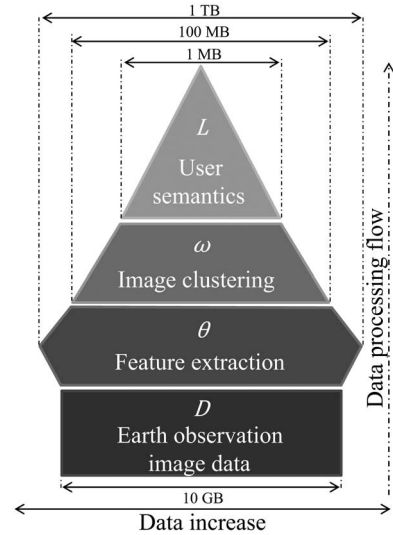 1 TB
100 MB
1 MB
L
User
semantics
ω
Image clustering
θ
Feature extraction
D
Earth observation
image data
10 GB
Data increase
Data processing flow